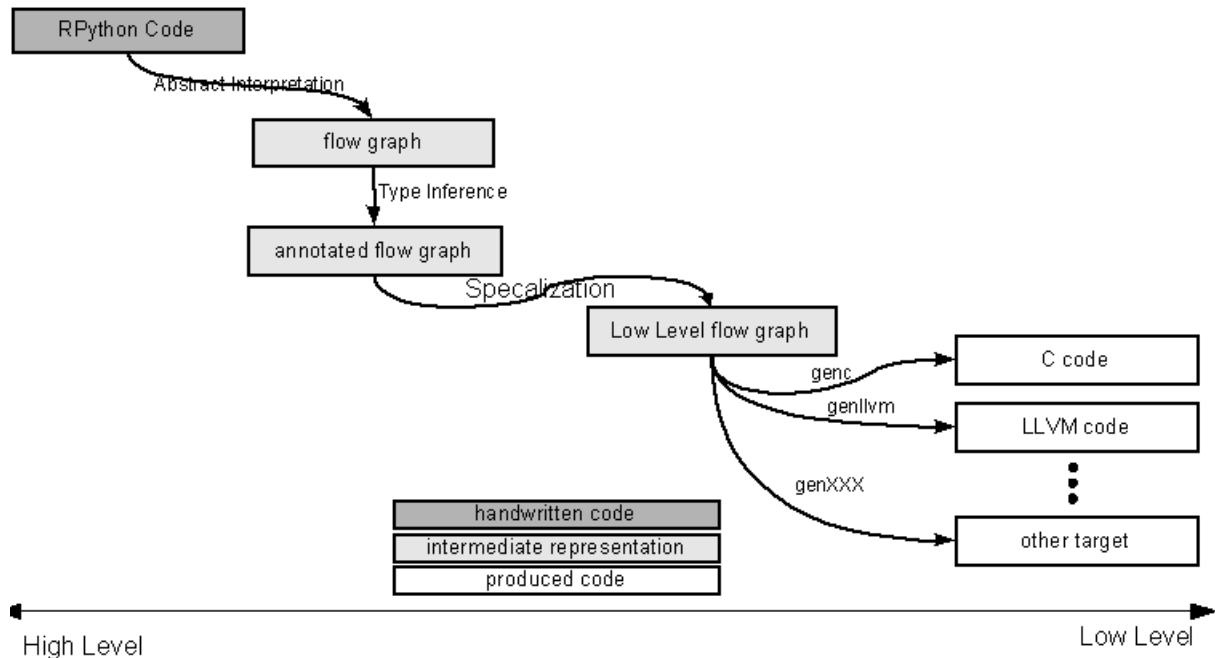 RPython Code
Abstract Interpretation
flow graph
Type Inference
annotated flow graph
Specalization
Low Level flow graph
genc
C code
genllvm
LLVM code
genXXX
other target
handwritten code
intermediate representation
produced code
High Level
Low Level